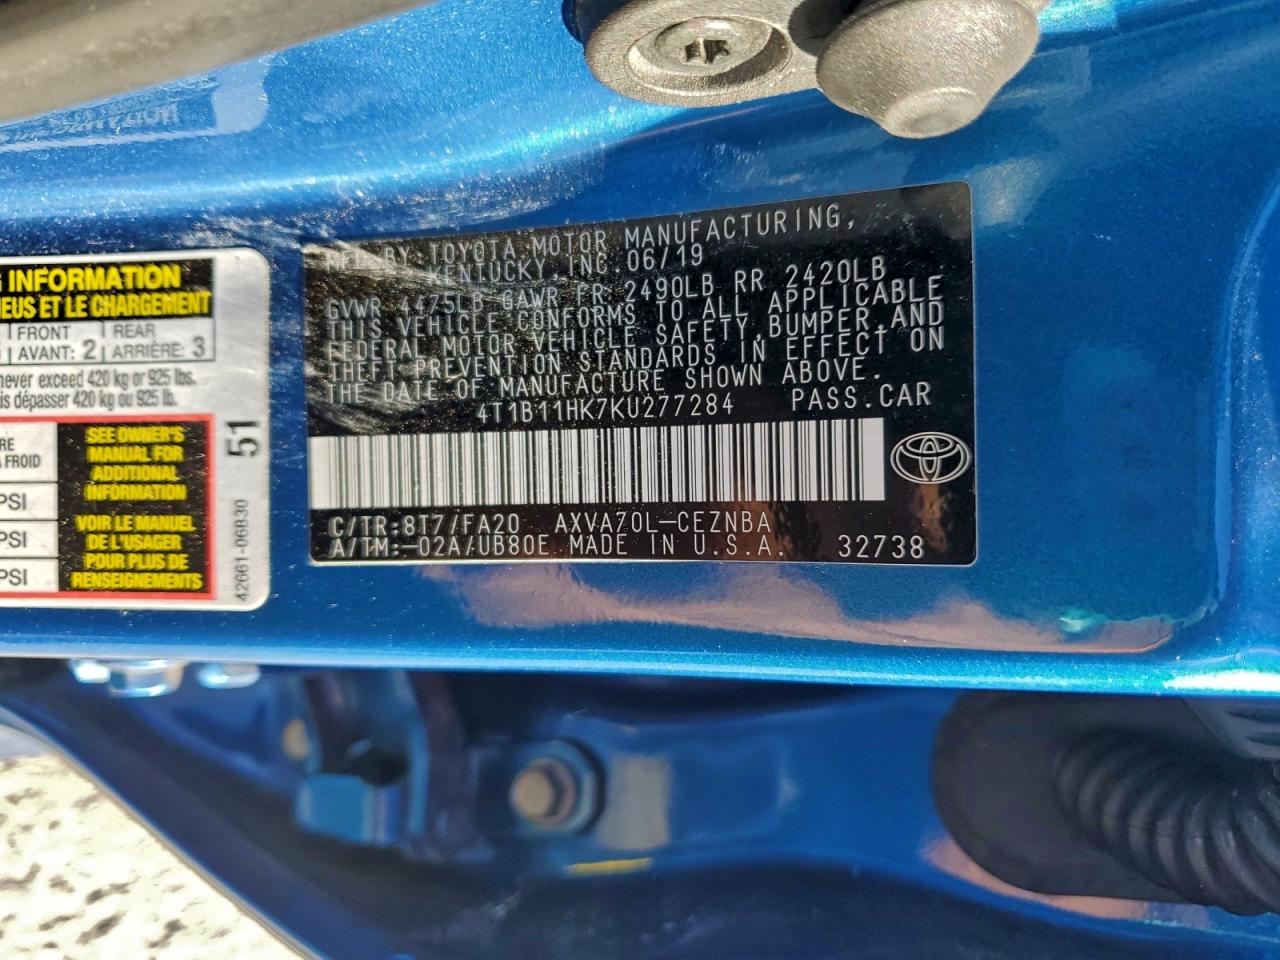 INFORMATION
NEUS ET LE CHARGEMENT
FRONT REAR
AVANT: 2 ARRIÈRE: 3
never exceed 420 kg or 925 lbs.
dépasser 420 kg ou 925 lb.
FROID
PSI
PSI
PSI
SEE OWNER'S
MANUAL FOR
ADDITIONAL
INFORMATION
VOIR LE MANUEL
DE L'USAGER
POUR PLUS DE
RENSEIGNEMENTS
51
42661-06B30
MFD. BY TOYOTA MOTOR MANUFACTURING,
KENTUCKY, INC. 06/19
GVWR 4475LB GAWR FR 2490LB RR 2420LB
THIS VEHICLE CONFORMS TO ALL APPLICABLE
FEDERAL MOTOR VEHICLE SAFETY, BUMPER, AND
THEFT PREVENTION STANDARDS IN EFFECT ON
THE DATE OF MANUFACTURE SHOWN ABOVE.
4T1B11HK7KU277284 PASS.CAR
C/TR:8T7/FA20 AXVA70L-CEZNBA
A/TM:-02A/UB80E MADE IN U.S.A. 32738